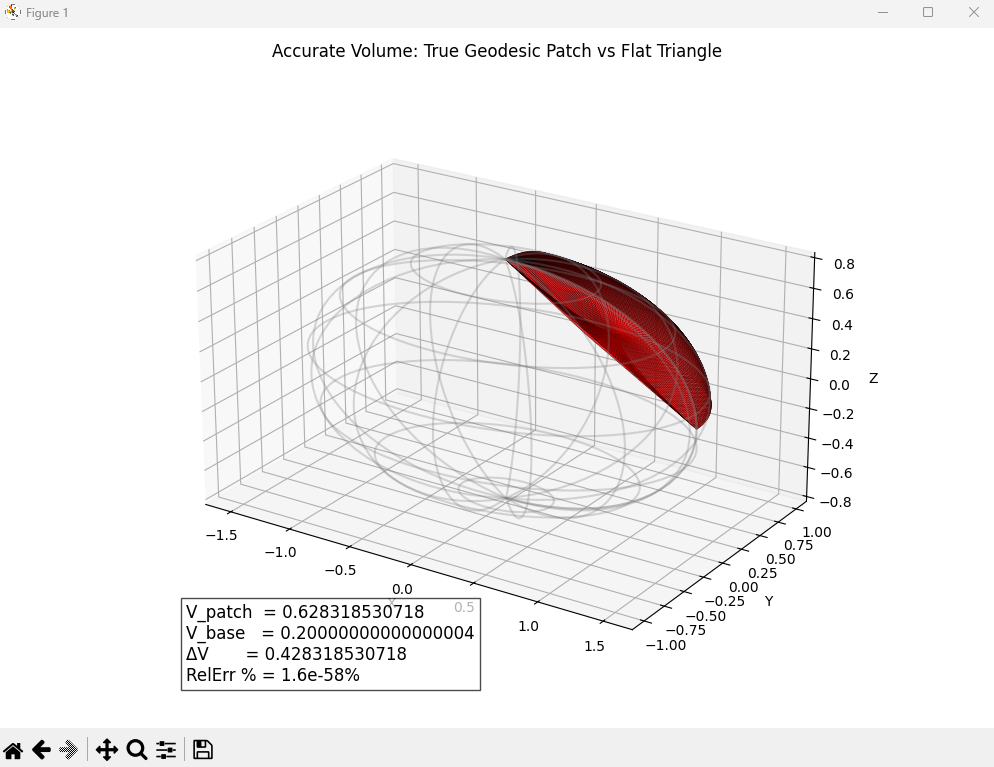 Figure 1
Accurate Volume: True Geodesic Patch vs Flat Triangle
0.8
0.6
0.4
0.2
0.0
−0.2
−0.4
−0.6
−0.8
Z
−1.5
−1.0
−0.5
0.0
0.5
1.0
1.5
X
1.00
0.75
0.50
0.25
0.00
−0.25
−0.50
−0.75
−1.00
Y
V_patch = 0.628318530718
V_base = 0.20000000000000004
ΔV = 0.428318530718
RelErr % = 1.6e-58%